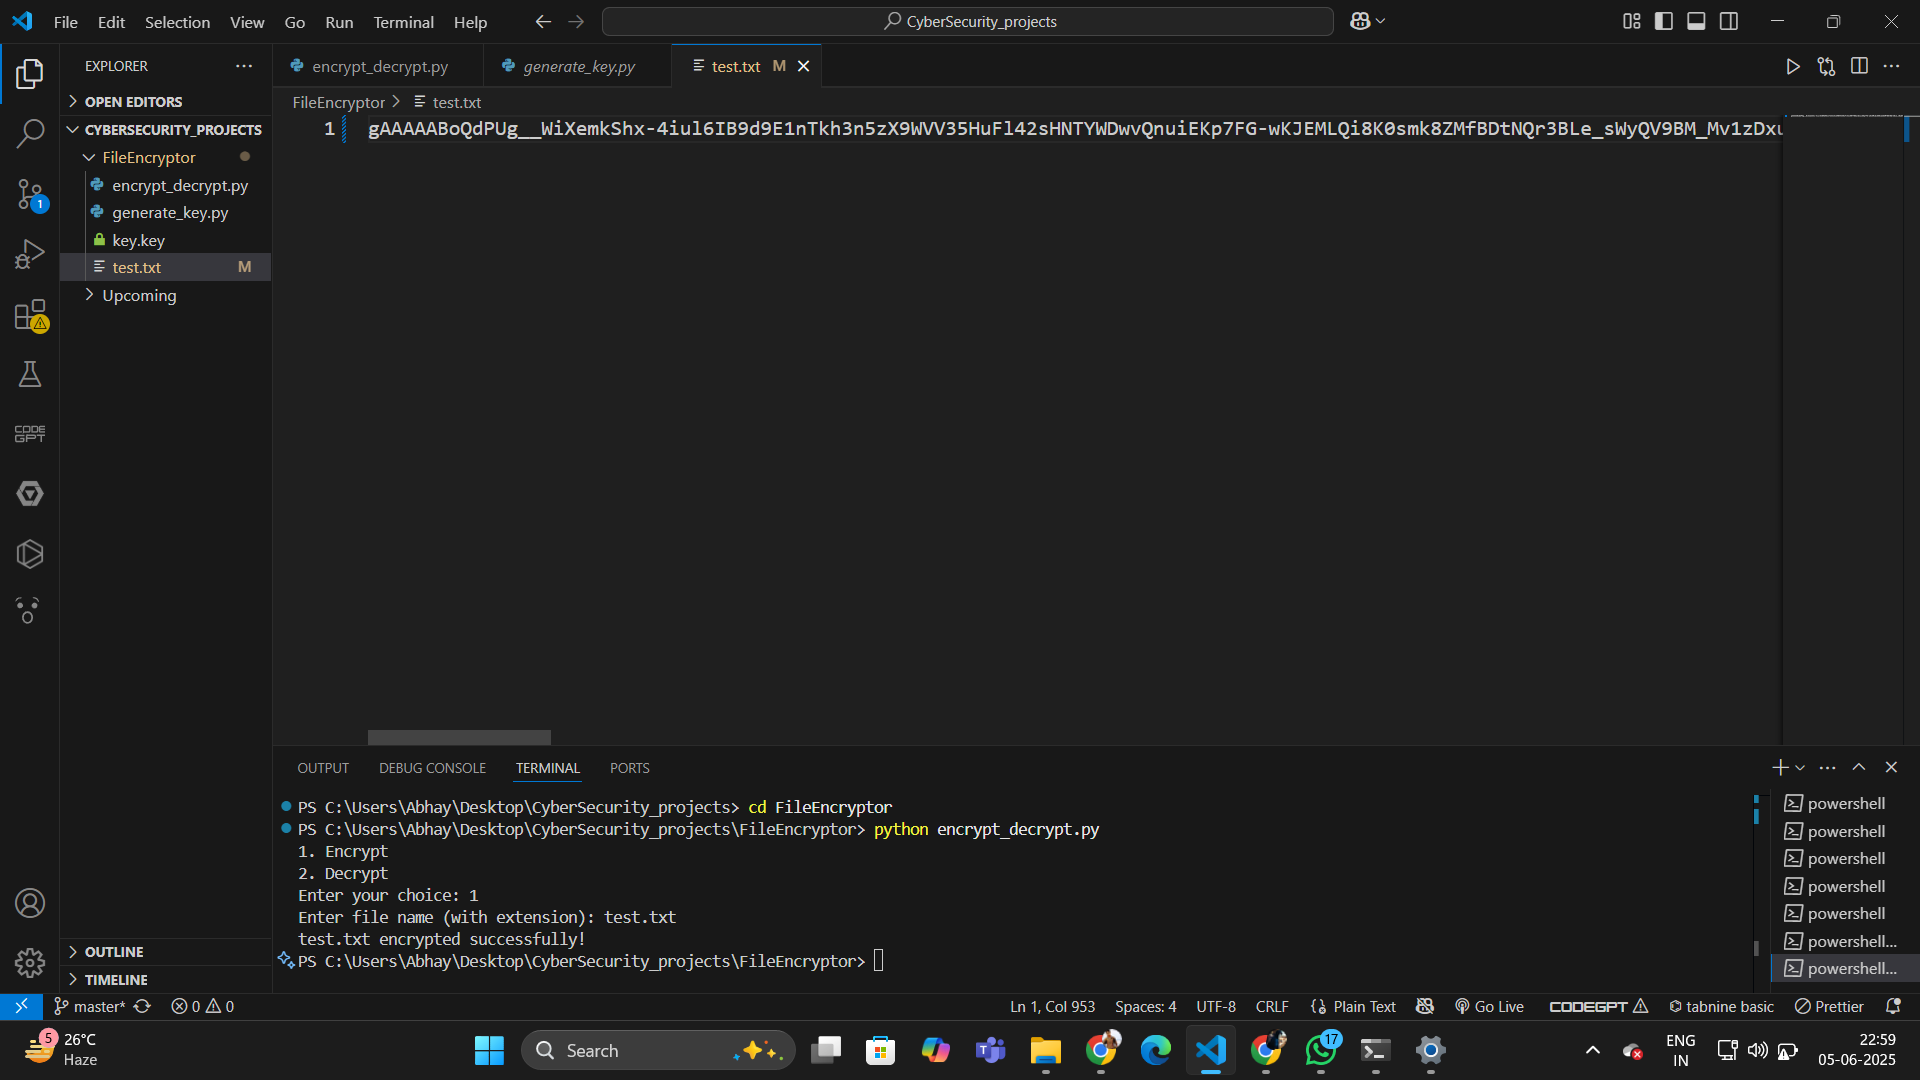 File Edit Selection View Go Run Terminal Help
CyberSecurity_projects
EXPLORER
OPEN EDITORS
CYBERSECURITY_PROJECTS
FileEncryptor
encrypt_decrypt.py
generate_key.py
key.key
test.txt M
Upcoming
OUTLINE
TIMELINE
1
CODE
GPT
encrypt_decrypt.py
generate_key.py
test.txt M
FileEncryptor > test.txt
1 gAAAAABoQdPUg__WiXemkShx-4iul6IB9d9E1nTkh3n5zX9WVV35HuFl42sHNTYWDwvQnuiEKp7FG-wKJEMLQi8K0smk8ZMfBDtNQr3BLe_sWyQV9BM_Mv1zDxu
OUTPUT DEBUG CONSOLE TERMINAL PORTS
PS C:\Users\Abhay\Desktop\CyberSecurity_projects> cd FileEncryptor
PS C:\Users\Abhay\Desktop\CyberSecurity_projects\FileEncryptor> python encrypt_decrypt.py
1. Encrypt
2. Decrypt
Enter your choice: 1
Enter file name (with extension): test.txt
test.txt encrypted successfully!
PS C:\Users\Abhay\Desktop\CyberSecurity_projects\FileEncryptor>
powershell
powershell
powershell
powershell
powershell
powershell...
powershell...
master* 0 0 Ln 1, Col 953 Spaces: 4 UTF-8 CRLF Plain Text Go Live CODEGPT tabnine basic Prettier
5 26°C
Haze
Search
17
ENG
IN
22:59
05-06-2025